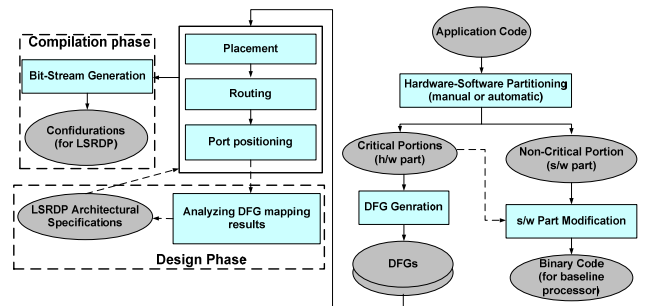 Compilation phase
Bit-Stream Generation
Confidurations
(for LSRDP)
Placement
Routing
Port positioning
LSRDP Architectural
Specifications
Analyzing DFG mapping
results
Design Phase
Application Code
Hardware-Software Partitioning
(manual or automatic)
Critical Portions
(h/w part)
Non-Critical Portion
(s/w part)
DFG Genration
s/w Part Modification
DFGs
Binary Code
(for baseline
processor)